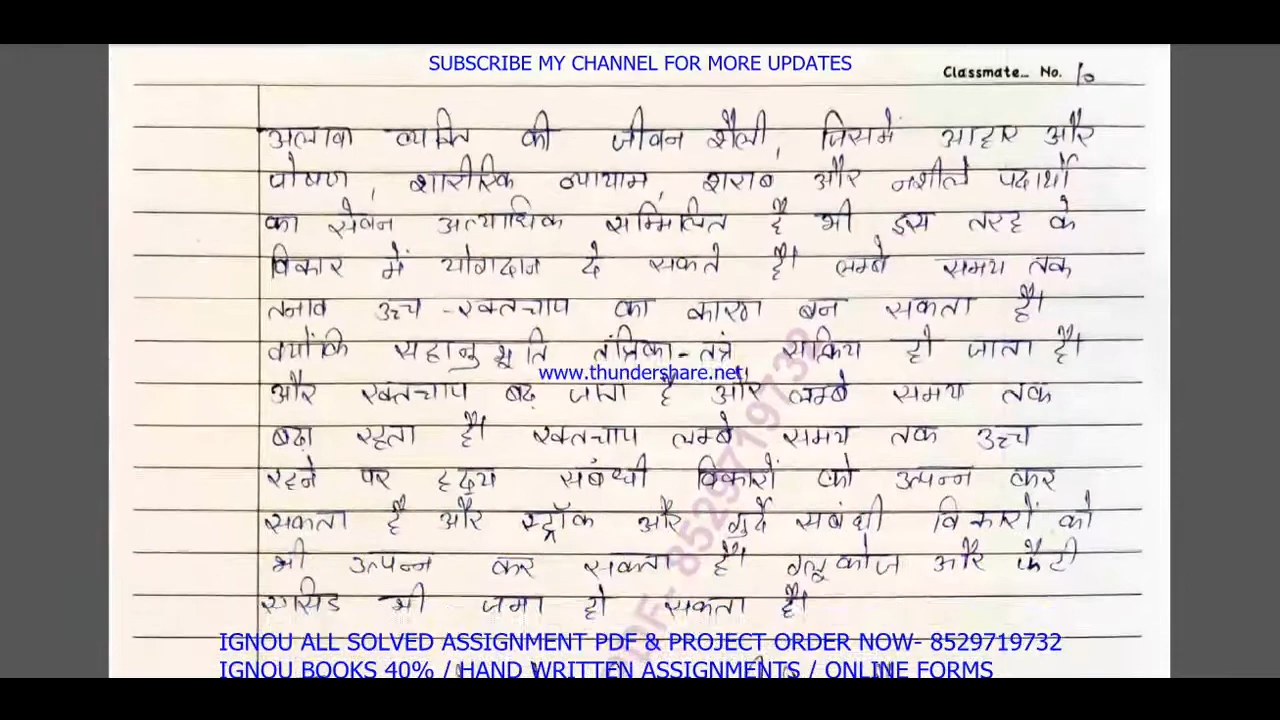 SUBSCRIBE MY CHANNEL FOR MORE UPDATES
Classmate_ No. 10
अलावा व्यक्ति की जीवन शैली, जिसमें आहार और
पोषण, शारीरिक व्यायाम, शराब और नशीले पदार्थो
का सेवन अत्याधिक सम्मिलित है भी इस तरह के
विकार में योगदान दे सकते है। लम्बे समय तक
तनाव उच्च - रक्तचाप का कारण बन सकता है।
क्योंकि सहानुभूति तंत्रिका - तंत्र सक्रिय हो जाता है।
www.thundershare.net
और रक्तचाप बढ़ जाता है और लम्बे समय तक
बढ़ा रहता है। रक्तचाप लम्बे समय तक उच्च
रहने पर हृदय संबंधी विकारों को उत्पन्न कर
सकता है और स्ट्रॉक और गुर्दे सबंधी विकारों को
भी उत्पन्न कर सकता है। ग्लूकोज और फैटी
एसिड भी जमा हो सकता है।
PDF- 8529719732
IGNOU ALL SOLVED ASSIGNMENT PDF & PROJECT ORDER NOW- 8529719732
IGNOU BOOKS 40% / HAND WRITTEN ASSIGNMENTS / ONLINE FORMS